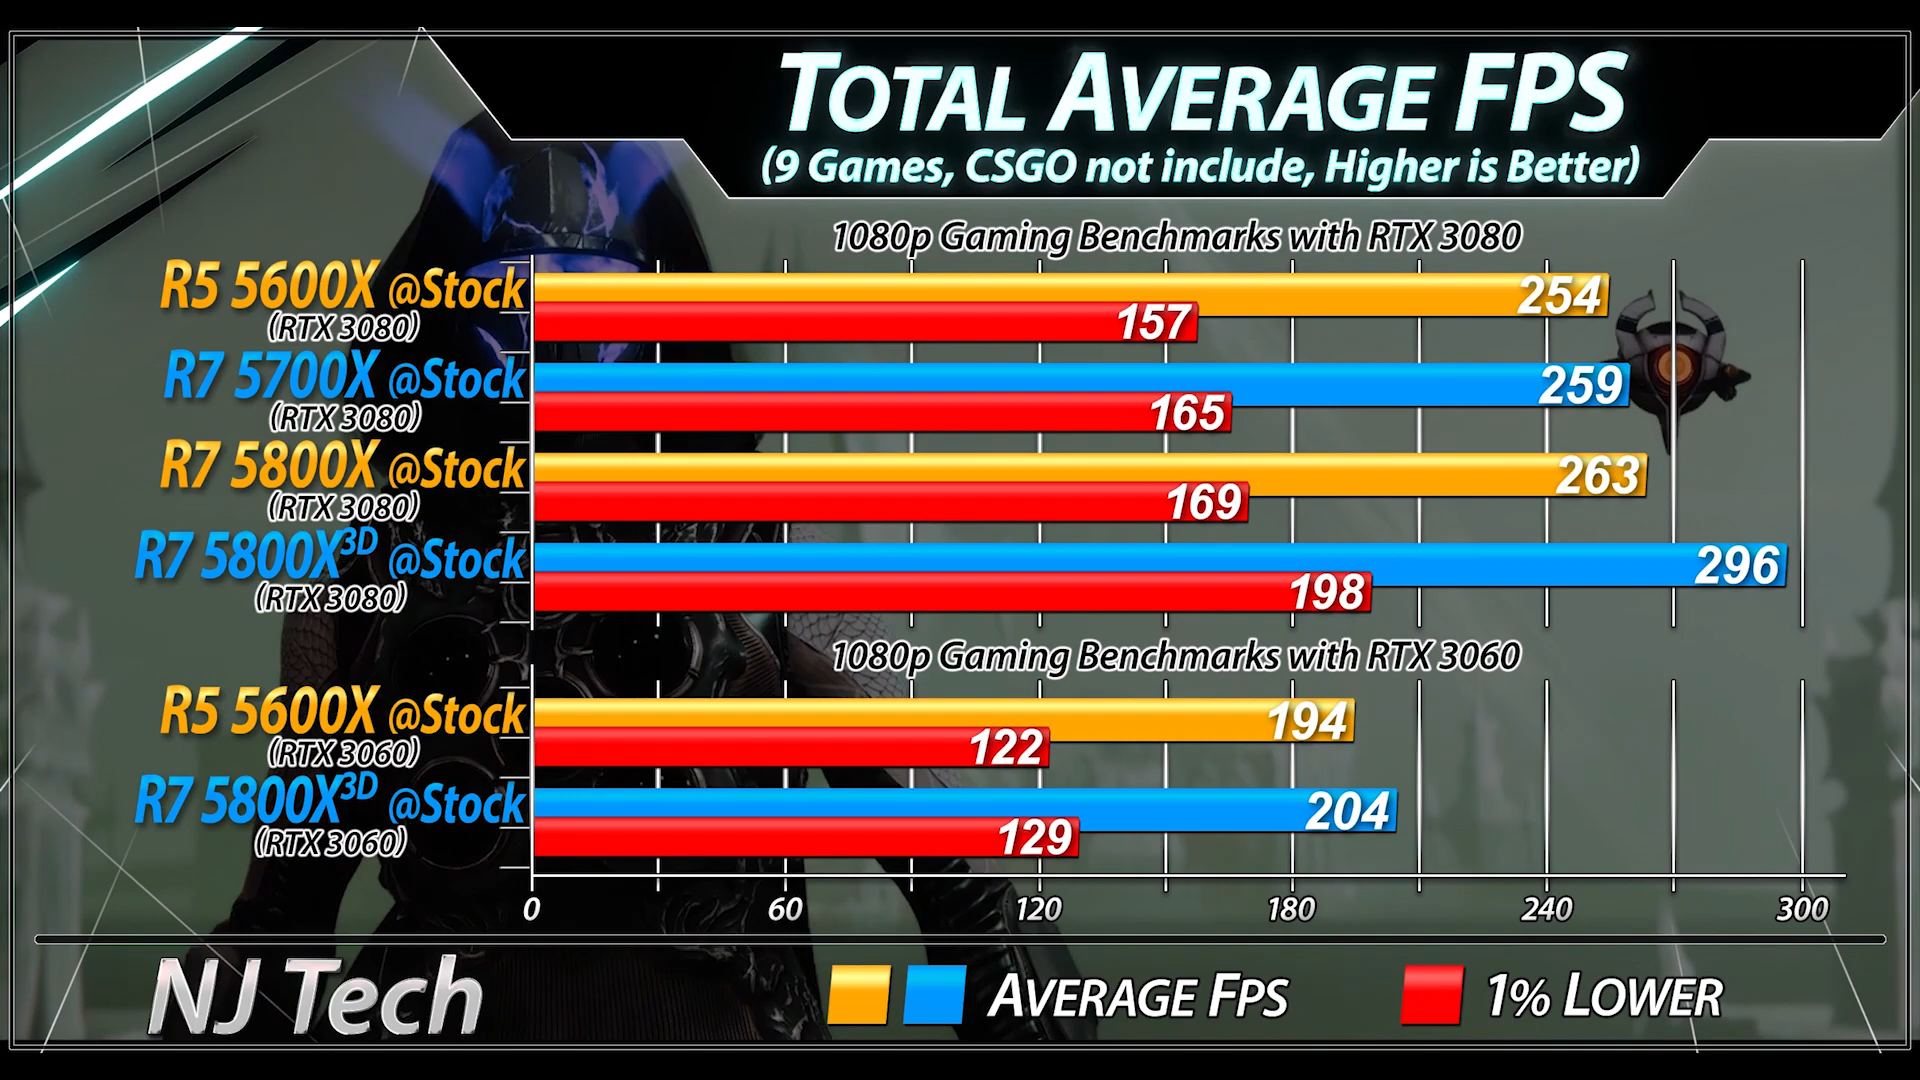 TOTAL AVERAGE FPS
(9 Games, CSGO not include, Higher is Better)
1080p Gaming Benchmarks with RTX 3080
R5 5600X @Stock
(RTX 3080)
254
157
R7 5700X @Stock
(RTX 3080)
259
165
R7 5800X @Stock
(RTX 3080)
263
169
R7 5800X3D @Stock
(RTX 3080)
296
198
1080p Gaming Benchmarks with RTX 3060
R5 5600X @Stock
(RTX 3060)
194
122
R7 5800X3D @Stock
(RTX 3060)
204
129
0 60 120 180 240 300
NJ Tech AVERAGE FPS 1% LOWER